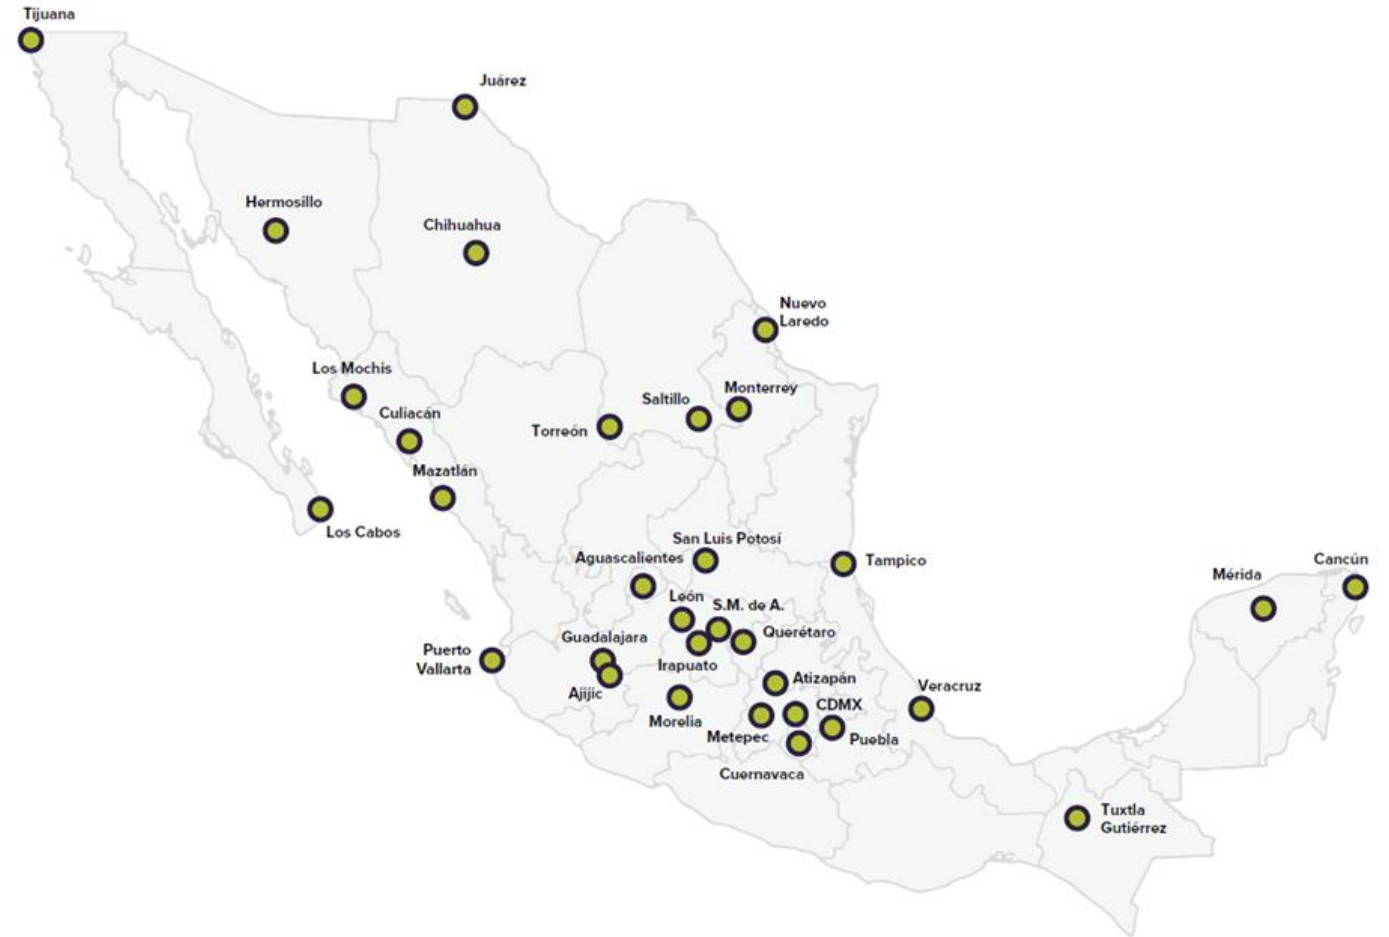 Tijuana
Juárez
Hermosillo
Chihuahua
Nuevo
Laredo
Los Mochis
Monterrey
Saltillo
Culiacán
Torreón
Mazatlán
Los Cabos
San Luis Potosí
Aguascalientes
Tampico
Cancún
Mérida
León
S.M. de A.
Querétaro
Guadalajara
Puerto
Vallarta
Irapuato
Atizapán
Veracruz
Ajijic
CDMX
Morelia
Metepec
Puebla
Cuernavaca
Tuxtla
Gutiérrez